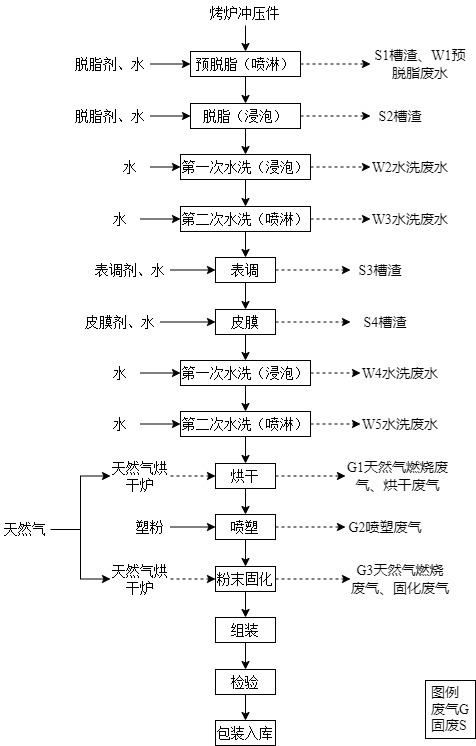 烤炉冲压件
脱脂剂、水
预脱脂（喷淋）
S1槽渣、W1预
脱脂废水
脱脂剂、水
脱脂（浸泡）
S2槽渣
水
第一次水洗（浸泡）
W2水洗废水
水
第二次水洗（喷淋）
W3水洗废水
表调剂、水
表调
S3槽渣
皮膜剂、水
皮膜
S4槽渣
水
第一次水洗（浸泡）
W4水洗废水
水
第二次水洗（喷淋）
W5水洗废水
天然气烘
干炉
烘干
G1天然气燃烧废
气、烘干废气
天然气
塑粉
喷塑
G2喷塑废气
天然气烘
干炉
粉末固化
G3天然气燃烧
废气、固化废气
组装
检验
包装入库
图例
废气G
固废S